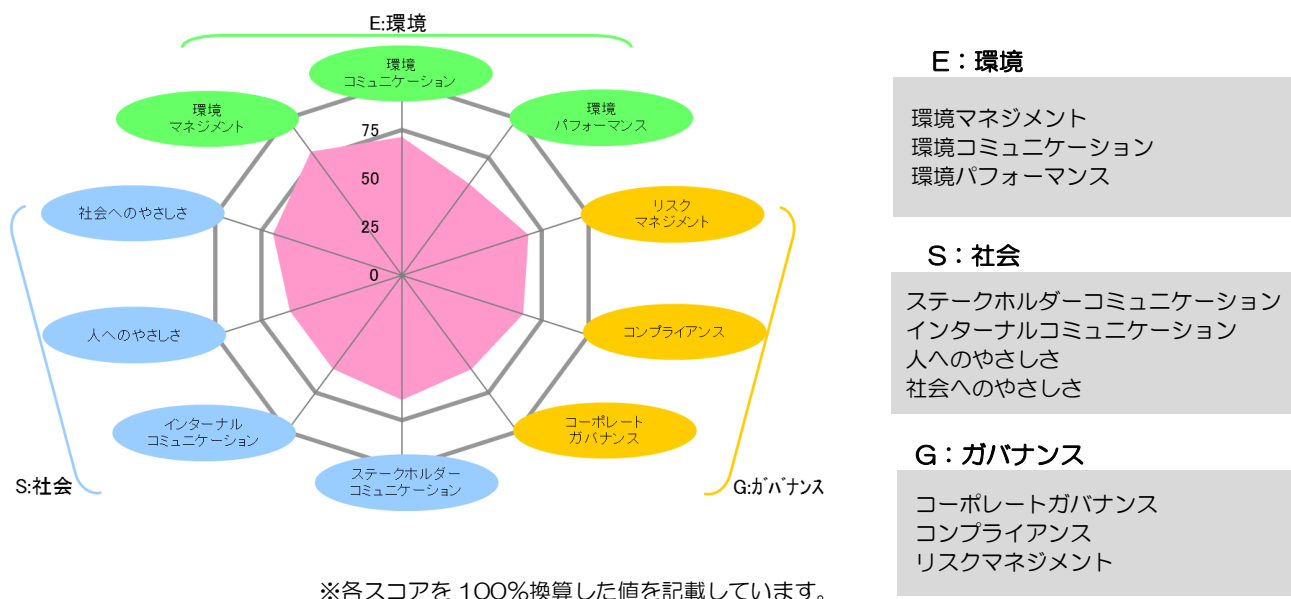 E:環境
環境
コミュニケーション
環境
マネジメント
環境
パフォーマンス
75
50
25
0
社会へのやさしさ
リスク
マネジメント
人へのやさしさ
コンプライアンス
インターナル
コミュニケーション
コーポレート
ガバナンス
ステークホルダー
コミュニケーション
S:社会
G:ガバナンス
※各スコアを100%換算した値を記載しています。
E:環境
環境マネジメント
環境コミュニケーション
環境パフォーマンス
S:社会
ステークホルダーコミュニケーション
インターナルコミュニケーション
人へのやさしさ
社会へのやさしさ
G:ガバナンス
コーポレートガバナンス
コンプライアンス
リスクマネジメント